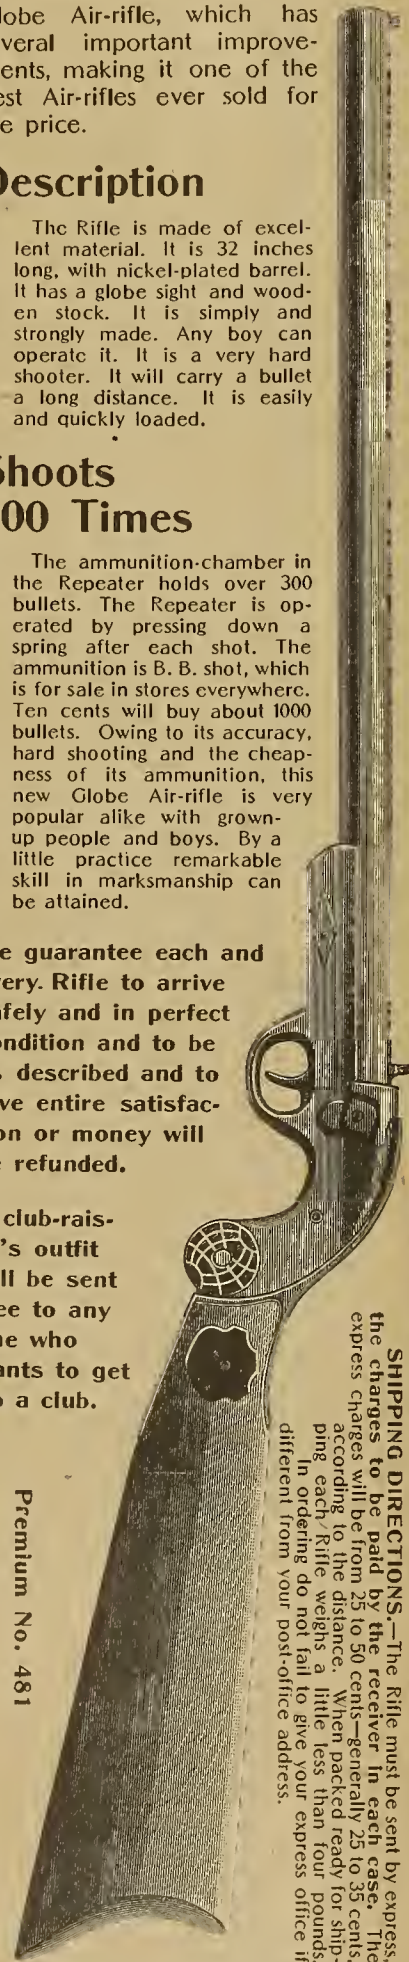 lobe Air-rifle, which has
veral important improve-
ents, making it one of the
est Air-rifles ever sold for
e price.
Description
The Rifle is made of excel-
lent material. It is 32 inches
long, with nickel-plated barrel.
It has a globe sight and wood-
en stock. It is simply and
strongly made. Any boy can
operate it. It is a very hard
shooter. It will carry a bullet
a long distance. It is easily
and quickly loaded.
Shoots
00 Times
The ammunition-chamber in
the Repeater holds over 300
bullets. The Repeater is op-
erated by pressing down a
spring after each shot. The
ammunition is B. B. shot, which
is for sale in stores everywhere.
Ten cents will buy about 1000
bullets. Owing to its accuracy,
hard shooting and the cheap-
ness of its ammunition, this
new Globe Air-rifle is very
popular alike with grown-
up people and boys. By a
little practice remarkable
skill in marksmanship can
be attained.
e guarantee each and
very. Rifle to arrive
afely and in perfect
ondition and to be
s described and to
ive entire satisfac-
on or money will
e refunded.
club-rais-
's outfit
ll be sent
ee to any
ne who
ants to get
p a club.
Premium No. 481
SHIPPING DIRECTIONS.—The Rifle must be sent by express,
the charges to be paid by the receiver in each case. The
express charges will be from 25 to 50 cents—generally 25 to 35 cents,
according to the distance. When packed ready for ship-
ping each Rifle weighs a little less than four pounds.
In ordering do not fail to give your express office if
different from your post-office address.